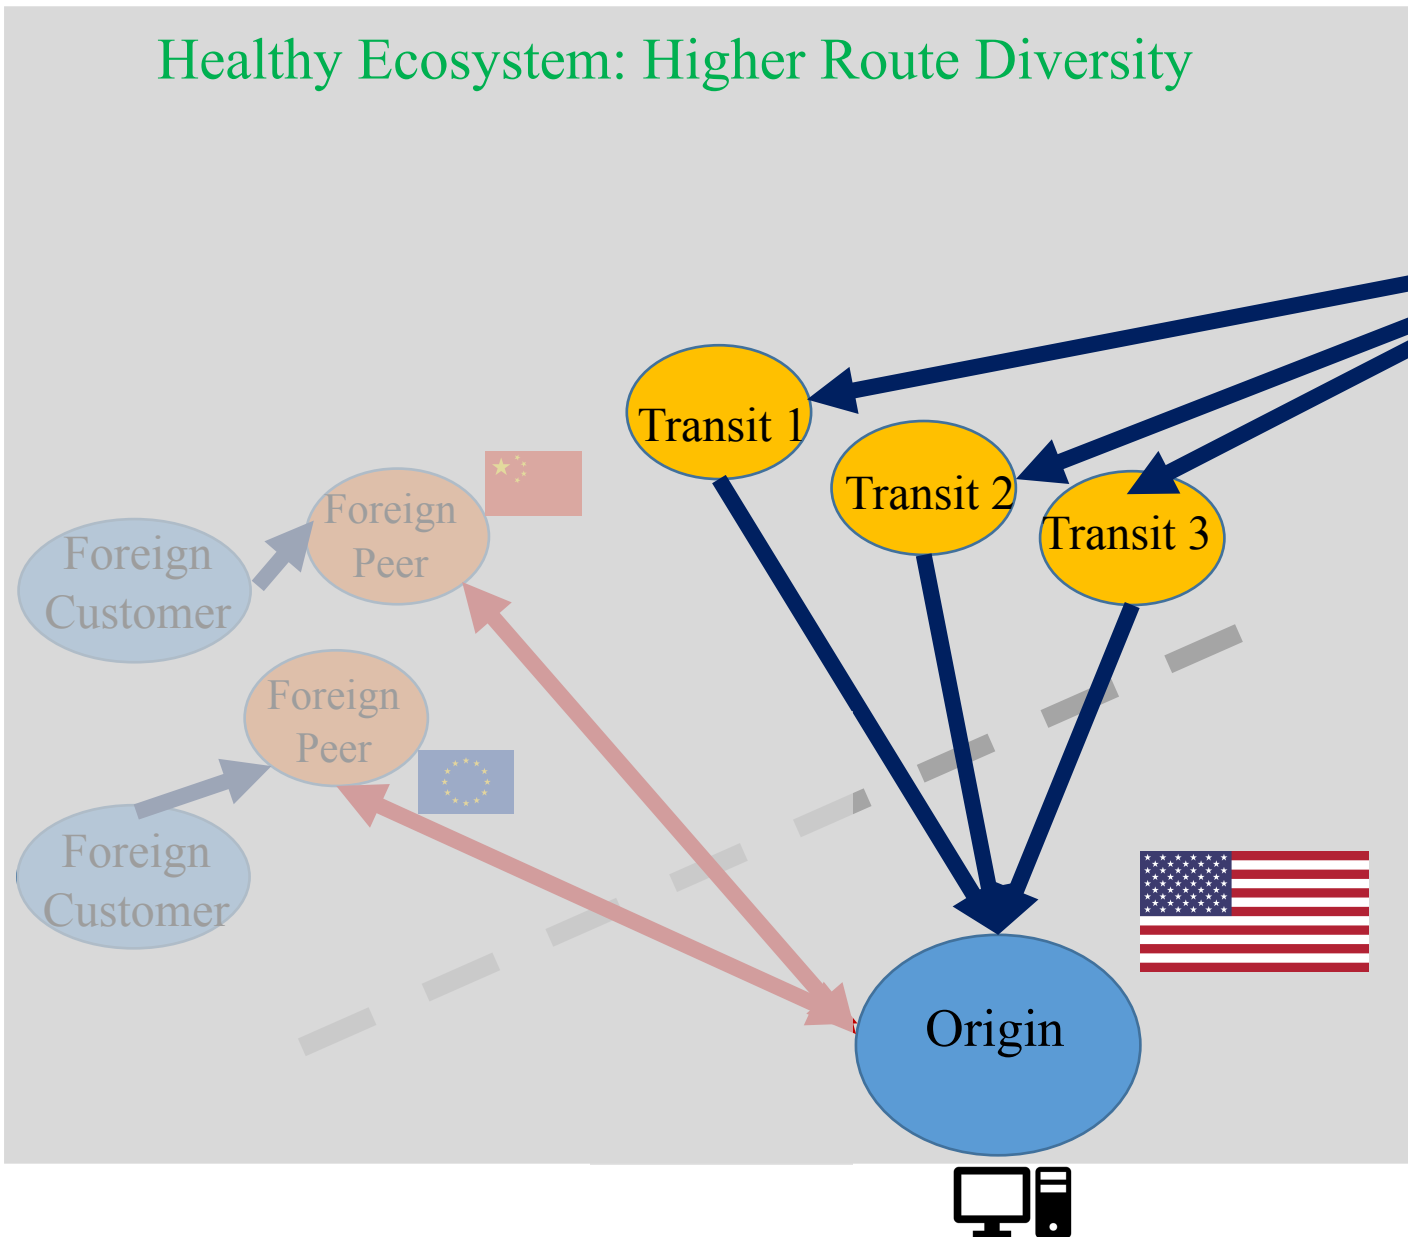 Healthy Ecosystem: Higher Route Diversity
Transit 1
Transit 2
Transit 3
Foreign
Peer
Foreign
Customer
Foreign
Peer
Foreign
Customer
Origin